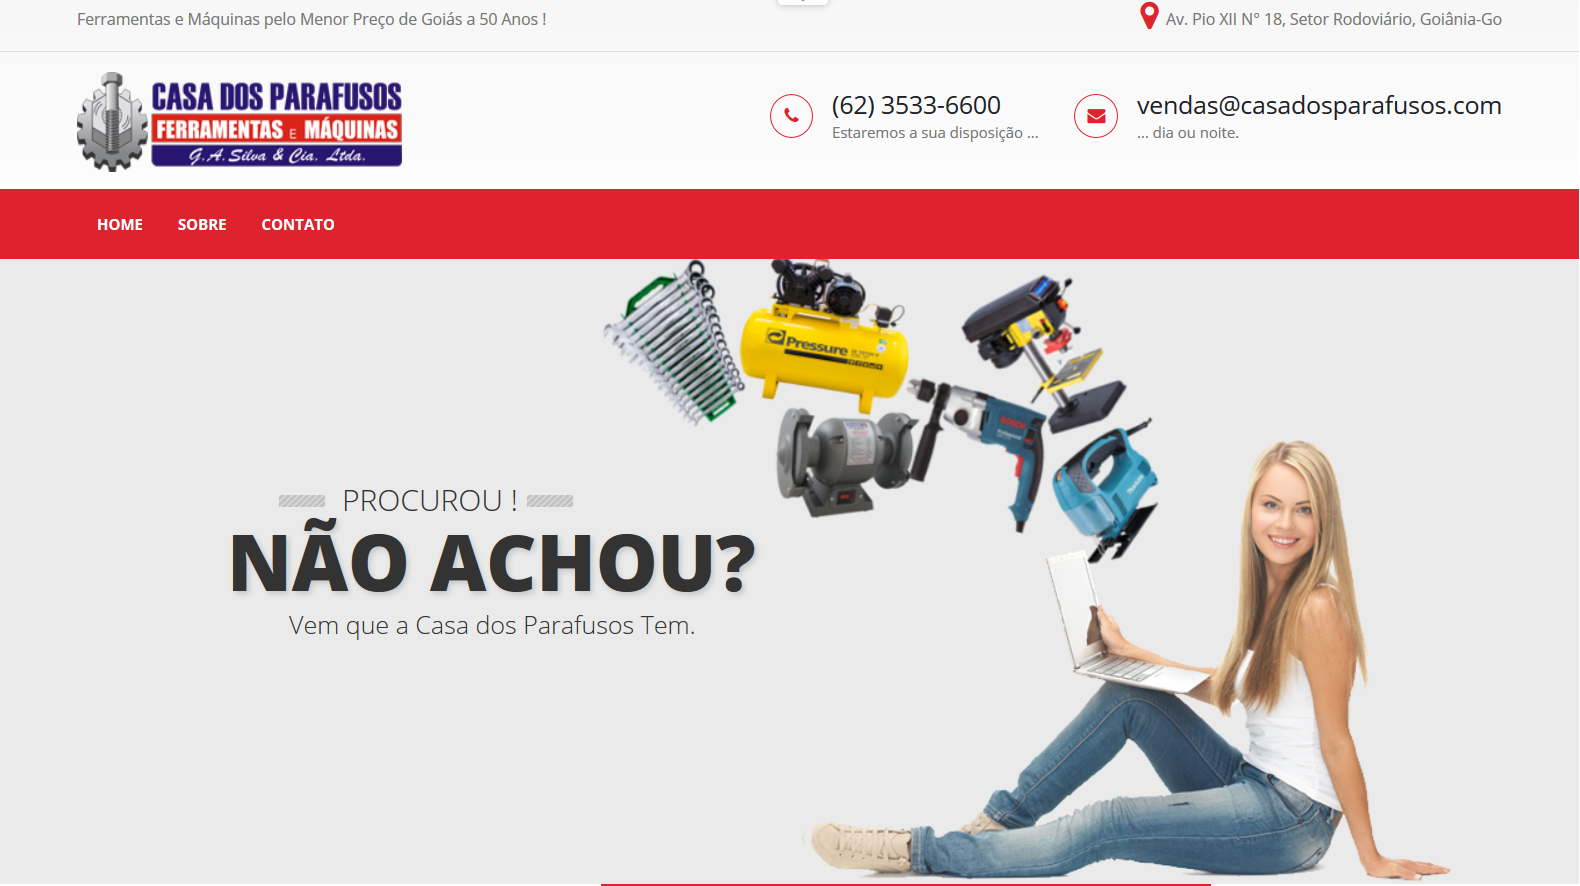 Ferramentas e Máquinas pelo Menor Preço de Goiás a 50 Anos !
Av. Pio XII N° 18, Setor Rodoviário, Goiânia-Go
CASA DOS PARAFUSOS
FERRAMENTAS E MÁQUINAS
G.A. Silva & Cia. Ltda.
(62) 3533-6600
Estaremos a sua disposição ...
vendas@casadosparafusos.com
... dia ou noite.
HOME SOBRE CONTATO
Pressure
BOSCH
makita
PROCUROU !
NÃO ACHOU?
Vem que a Casa dos Parafusos Tem.